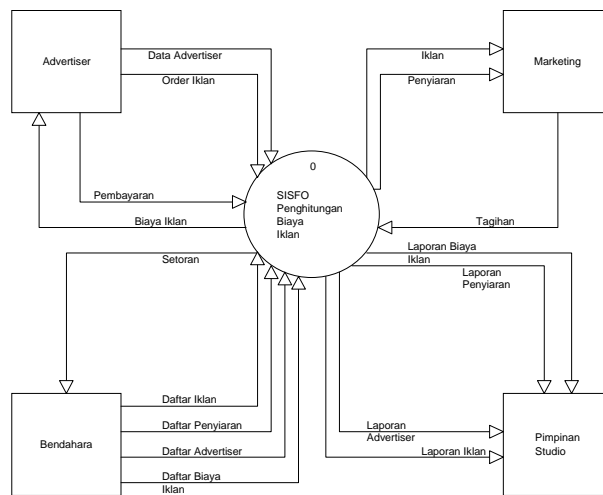 Advertiser
Data Advertiser
Order Iklan
Iklan
Penyiaran
Marketing
0
SISFO
Penghitungan
Biaya
Iklan
Pembayaran
Biaya Iklan
Tagihan
Setoran
Laporan Biaya
Iklan
Laporan
Penyiaran
Bendahara
Daftar Iklan
Daftar Penyiaran
Daftar Advertiser
Daftar Biaya
Iklan
Laporan
Advertiser
Laporan Iklan
Pimpinan
Studio